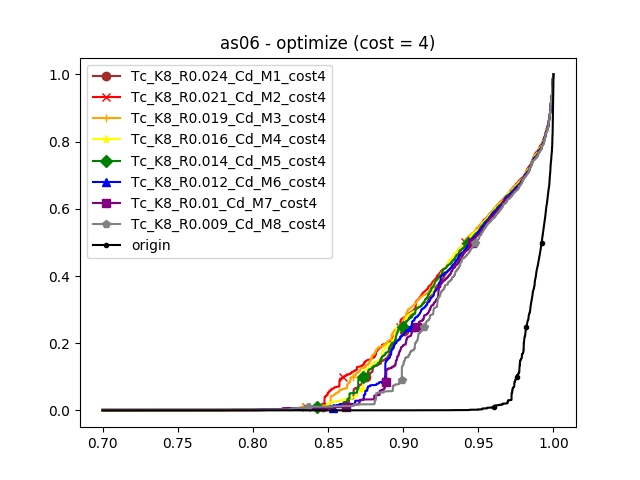 as06 - optimize (cost = 4)
Tc_K8_R0.024_Cd_M1_cost4
Tc_K8_R0.021_Cd_M2_cost4
Tc_K8_R0.019_Cd_M3_cost4
Tc_K8_R0.016_Cd_M4_cost4
Tc_K8_R0.014_Cd_M5_cost4
Tc_K8_R0.012_Cd_M6_cost4
Tc_K8_R0.01_Cd_M7_cost4
Tc_K8_R0.009_Cd_M8_cost4
origin
1.0
0.8
0.6
0.4
0.2
0.0
0.70 0.75 0.80 0.85 0.90 0.95 1.00